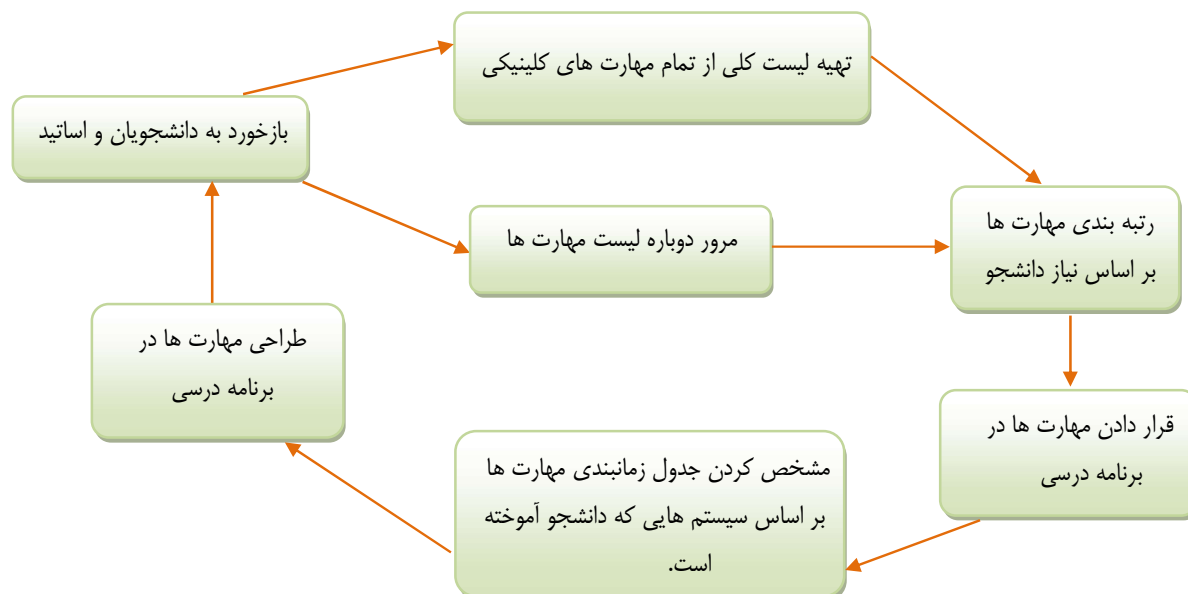 تهیه لیست کلی از تمام مهارت های کلینیکی
بازخورد به دانشجویان و اساتید
رتبه بندی مهارت ها
بر اساس نیاز دانشجو
مرور دوباره لیست مهارت ها
طراحی مهارت ها در
برنامه درسی
قرار دادن مهارت ها در
برنامه درسی
مشخص کردن جدول زمانبندی مهارت ها
بر اساس سیستم هایی که دانشجو آموخته
است.